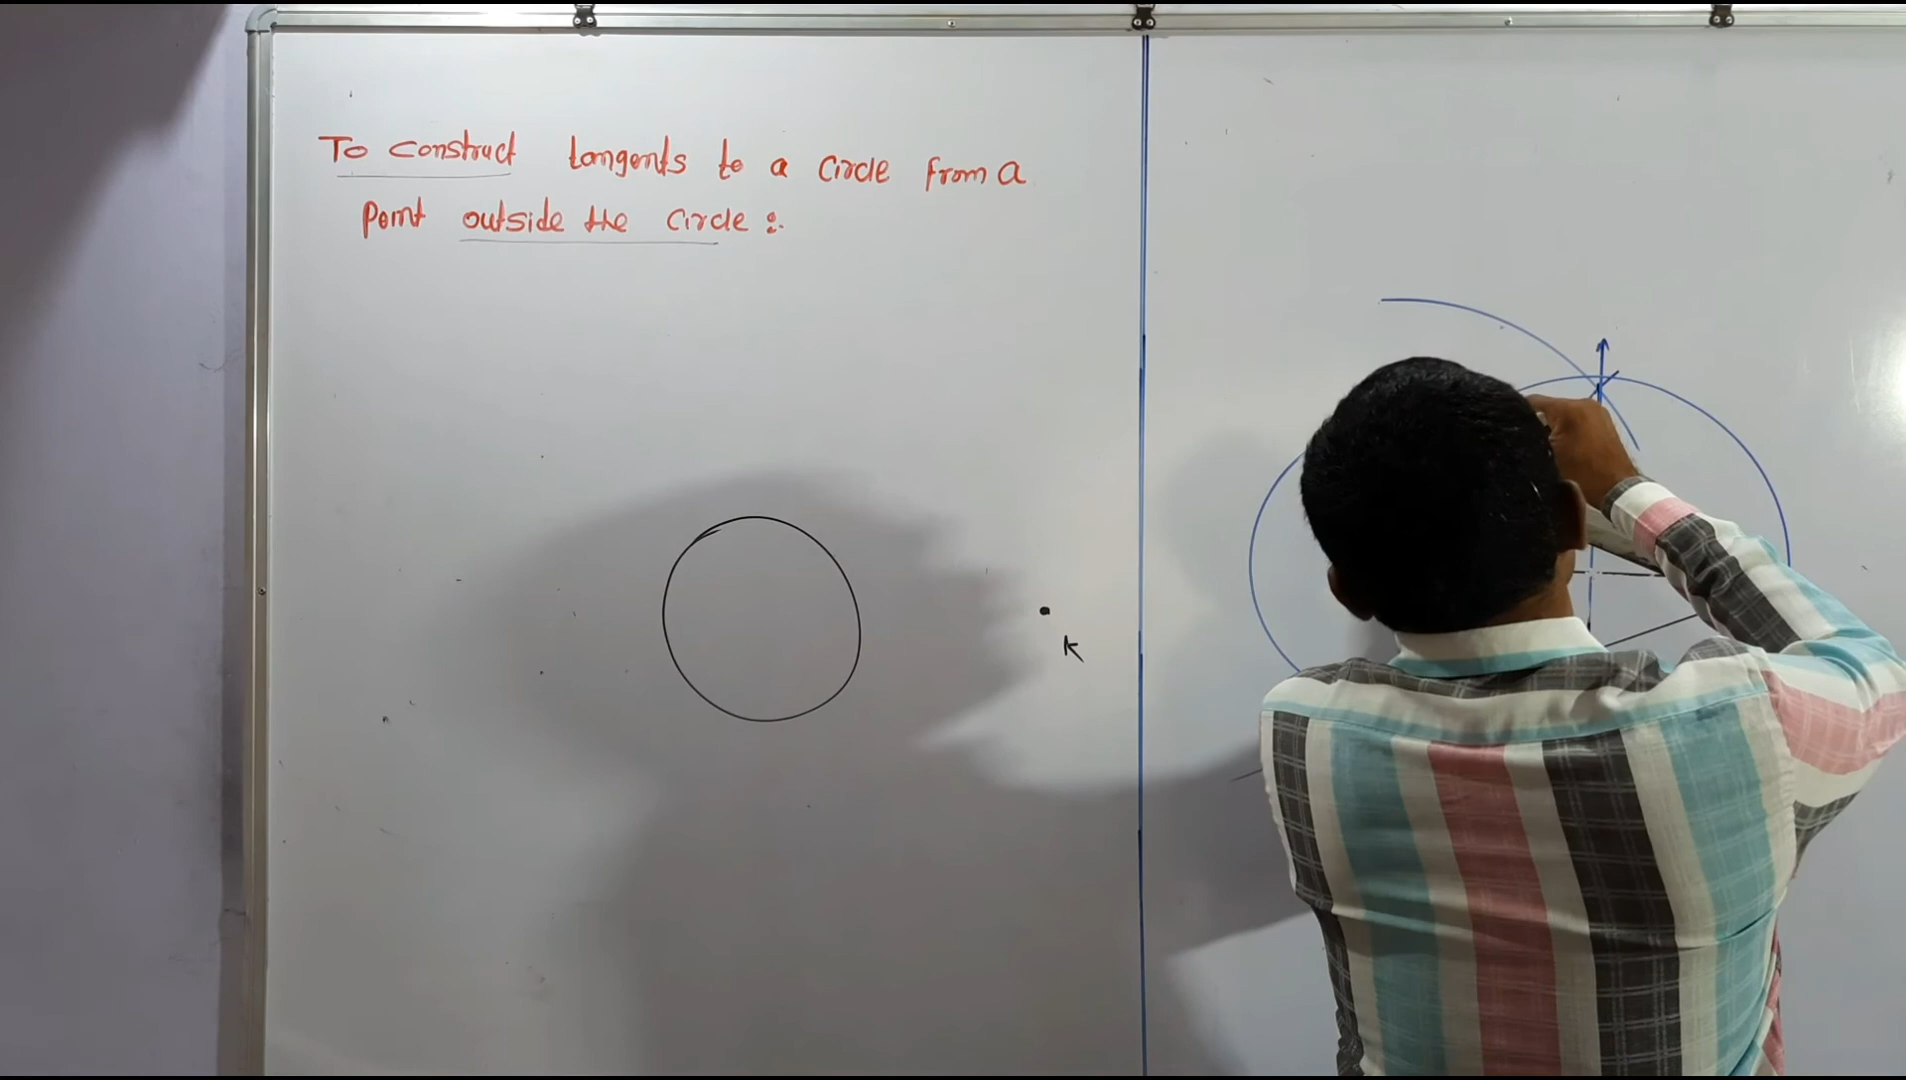 To construct tangents to a circle from a
point outside the circle :-
K